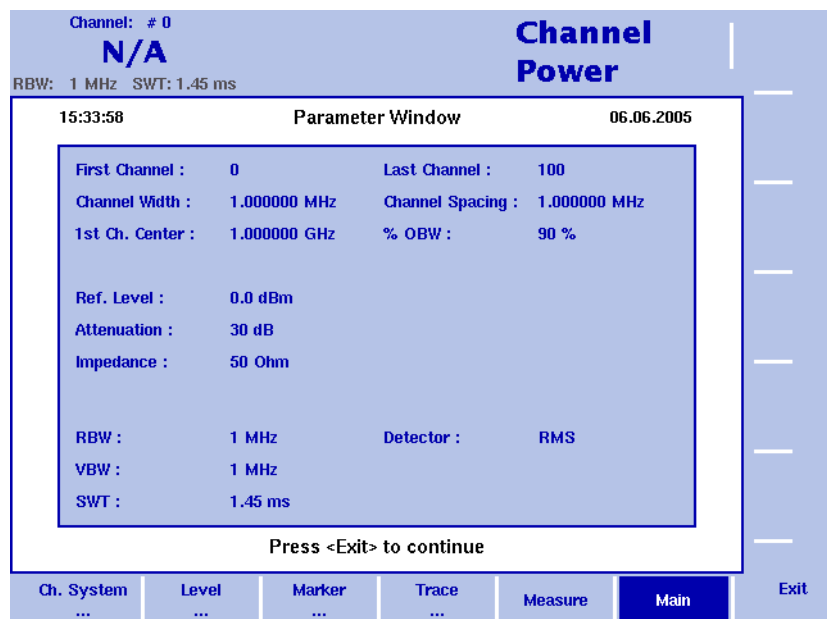 Channel: # 0
N/A
Channel
Power
RBW: 1 MHz SWT: 1.45 ms
15:33:58 Parameter Window 06.06.2005
First Channel : 0 Last Channel : 100
Channel Width : 1.000000 MHz Channel Spacing : 1.000000 MHz
1st Ch. Center : 1.000000 GHz % OBW : 90 %
Ref. Level : 0.0 dBm
Attenuation : 30 dB
Impedance : 50 Ohm
RBW : 1 MHz Detector : RMS
VBW : 1 MHz
SWT : 1.45 ms
Press <Exit> to continue
Ch. System ... Level ... Marker ... Trace ... Measure Main Exit